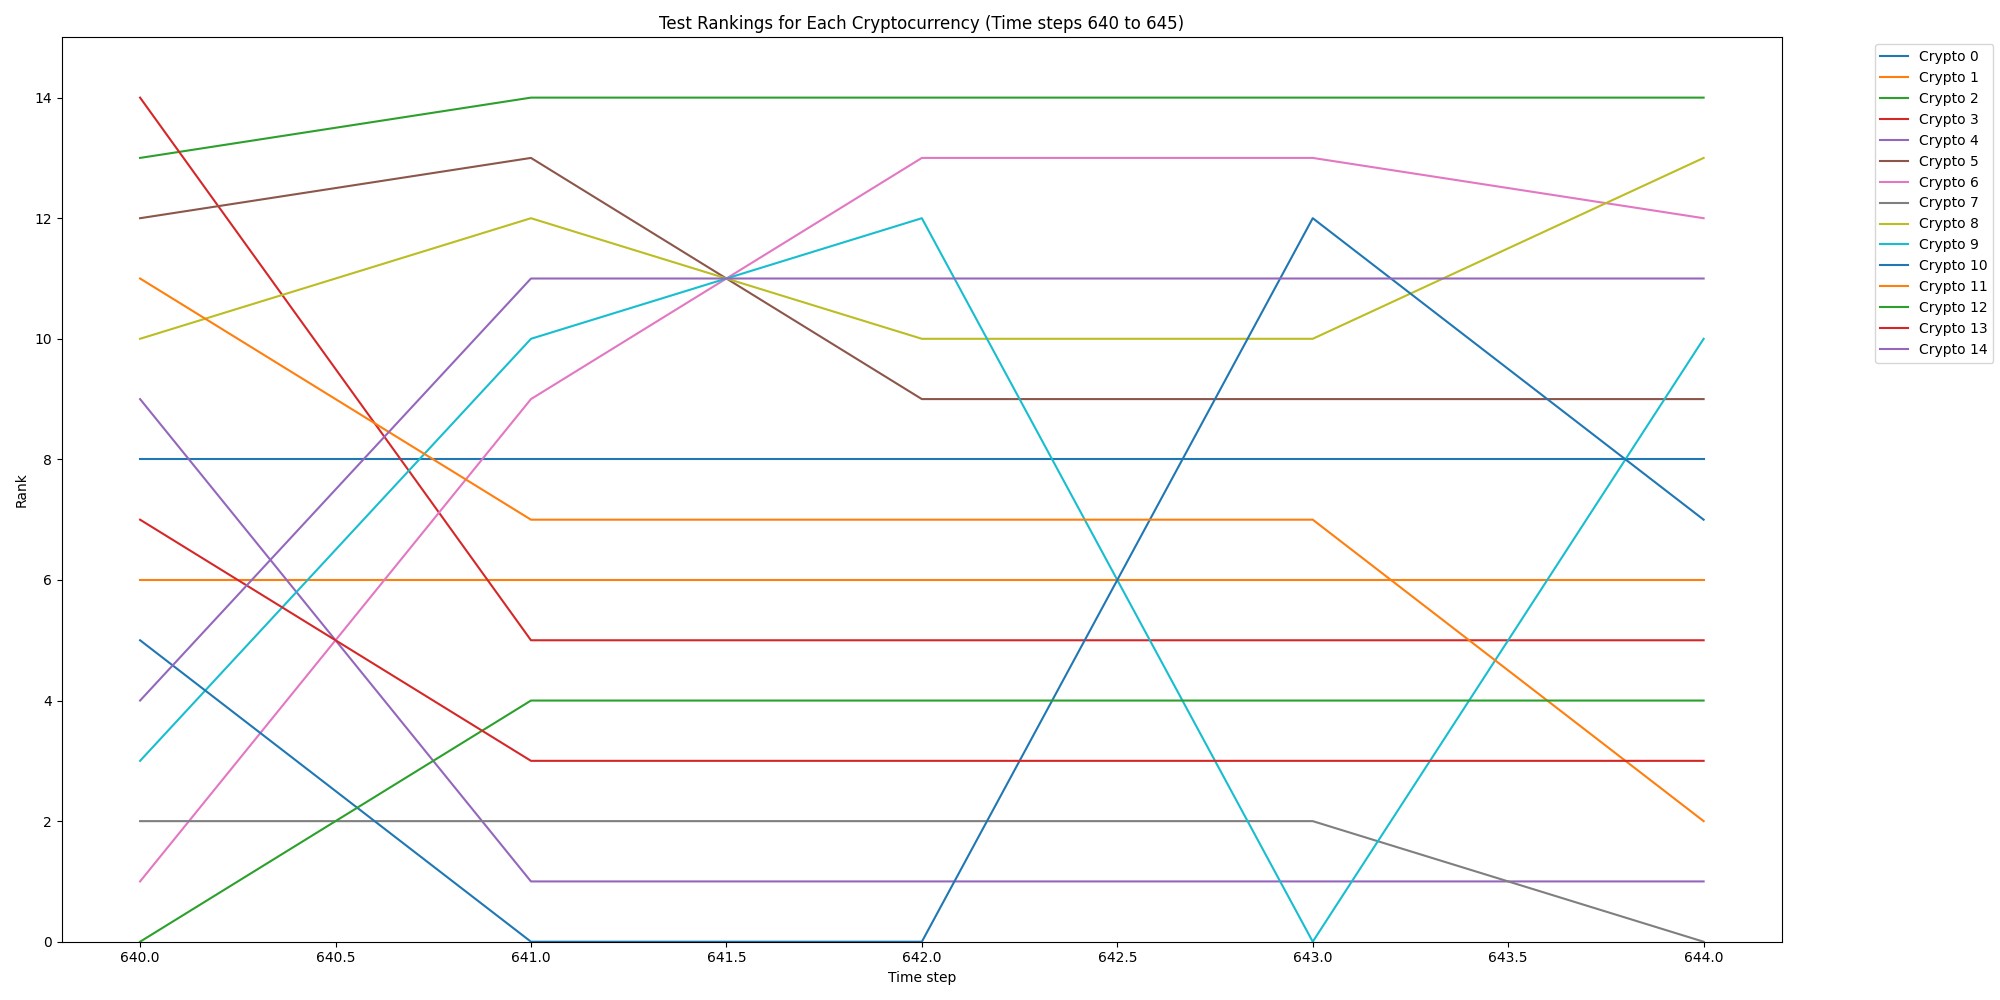 Test Rankings for Each Cryptocurrency (Time steps 640 to 645)
Rank
14
12
10
8
6
4
2
0
640.0 640.5 641.0 641.5 642.0 642.5 643.0 643.5 644.0
Time step
Crypto 0
Crypto 1
Crypto 2
Crypto 3
Crypto 4
Crypto 5
Crypto 6
Crypto 7
Crypto 8
Crypto 9
Crypto 10
Crypto 11
Crypto 12
Crypto 13
Crypto 14